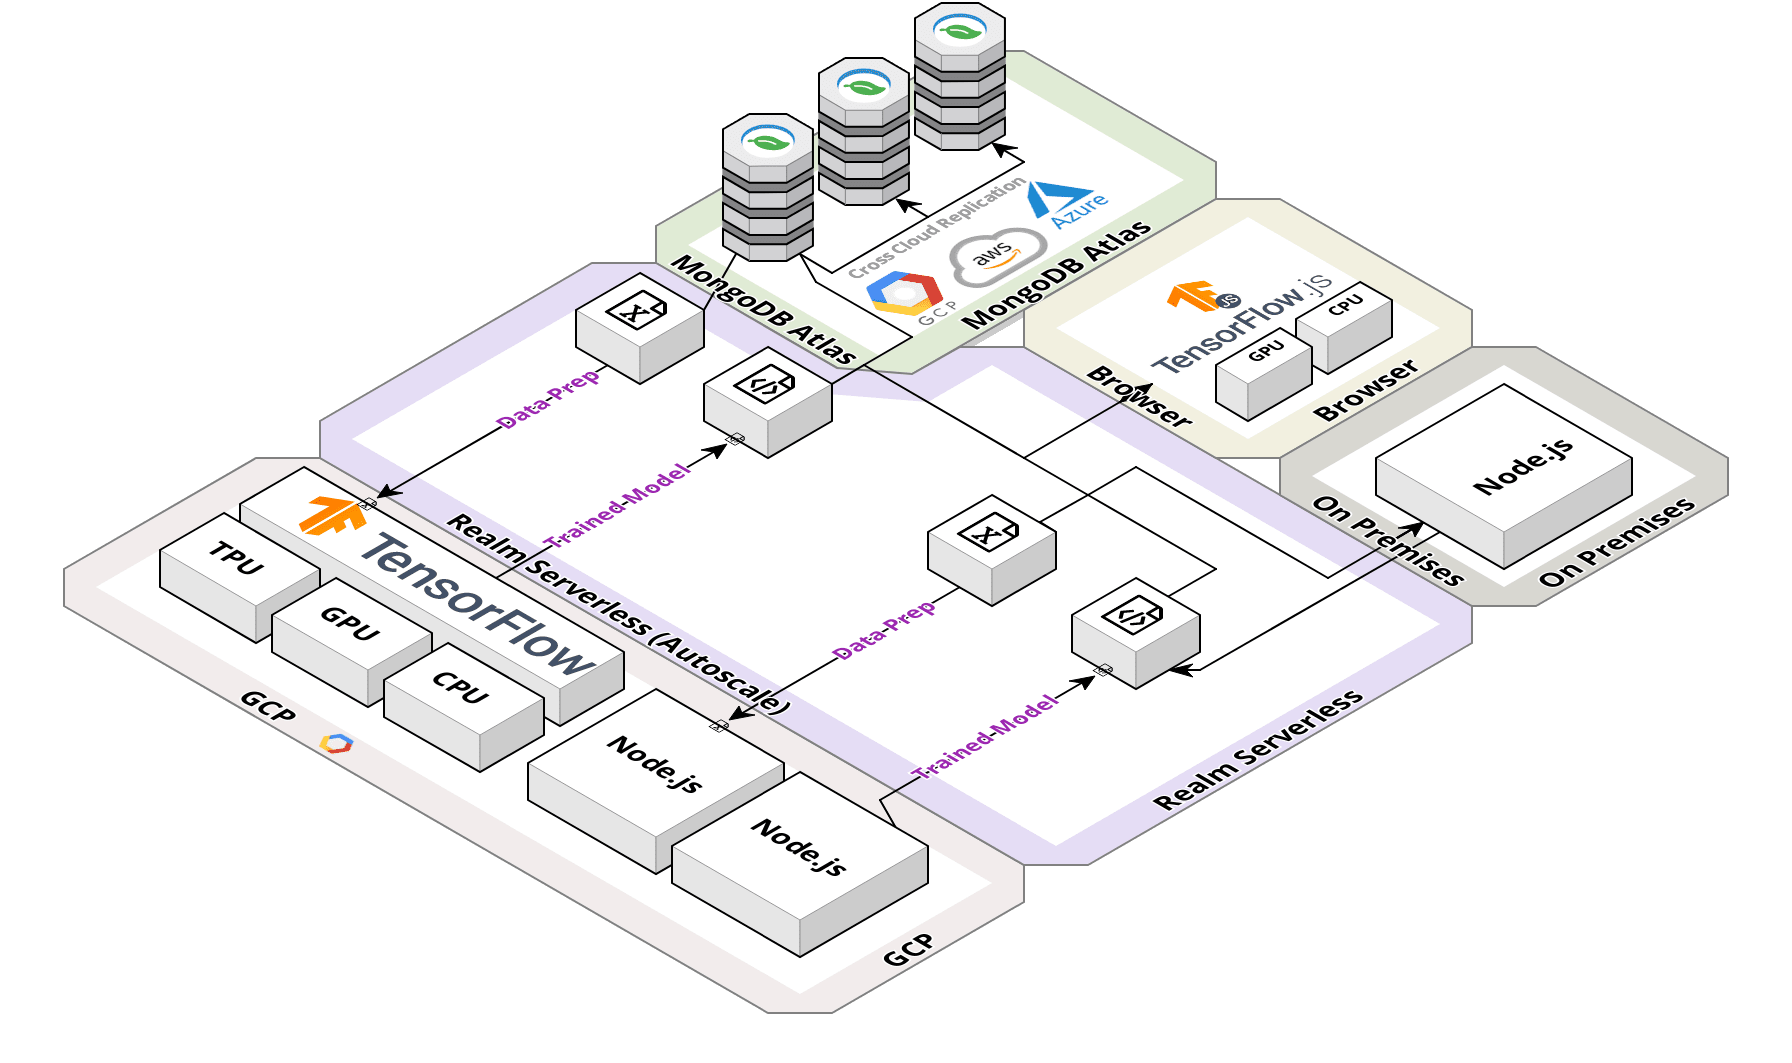 Cross Cloud Replication
Azure
aws
GCP
MongoDB Atlas
MongoDB Atlas
X
</>
Data Prep
Trained Model
JS
TensorFlow.js
GPU
CPU
Browser
Browser
Node.js
On Premises
On Premises
TensorFlow
TPU
GPU
CPU
Realm Serverless (Autoscale)
GCP
X
</>
Data Prep
Trained Model
Realm Serverless
Node.js
Node.js
GCP